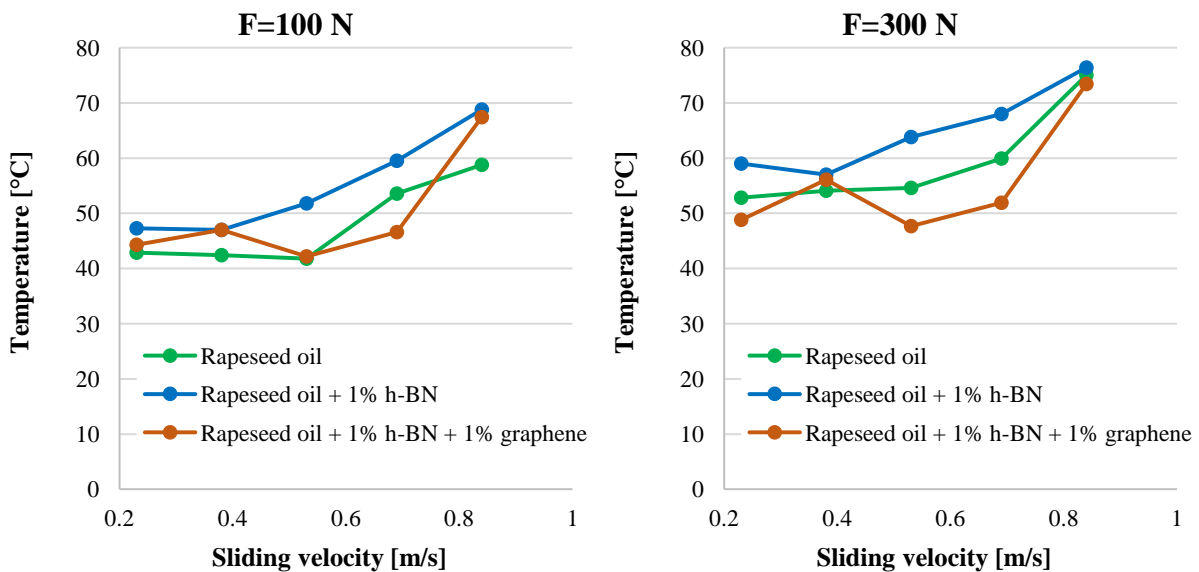 F=100 N
80
70
60
50
40
30
20
10
0
Temperature [°C]
Rapeseed oil
Rapeseed oil + 1% h-BN
Rapeseed oil + 1% h-BN + 1% graphene
0.2 0.4 0.6 0.8 1
Sliding velocity [m/s]
F=300 N
80
70
60
50
40
30
20
10
0
Temperature [°C]
Rapeseed oil
Rapeseed oil + 1% h-BN
Rapeseed oil + 1% h-BN + 1% graphene
0.2 0.4 0.6 0.8 1
Sliding velocity [m/s]